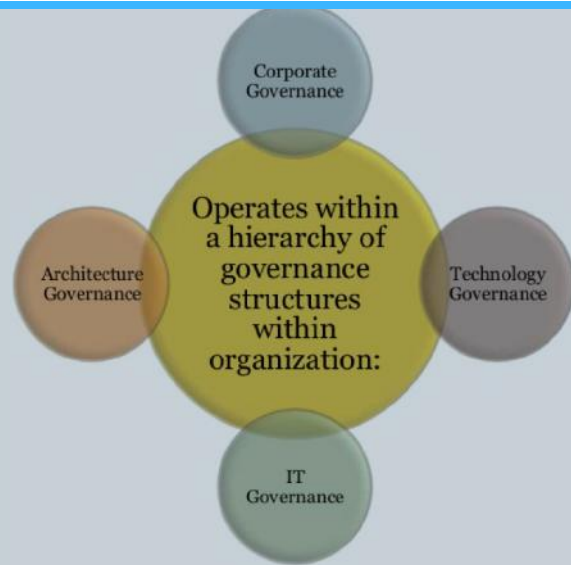 Corporate
Governance
Operates within
a hierarchy of
governance
structures
within
organization:
Architecture
Governance
Technology
Governance
IT
Governance